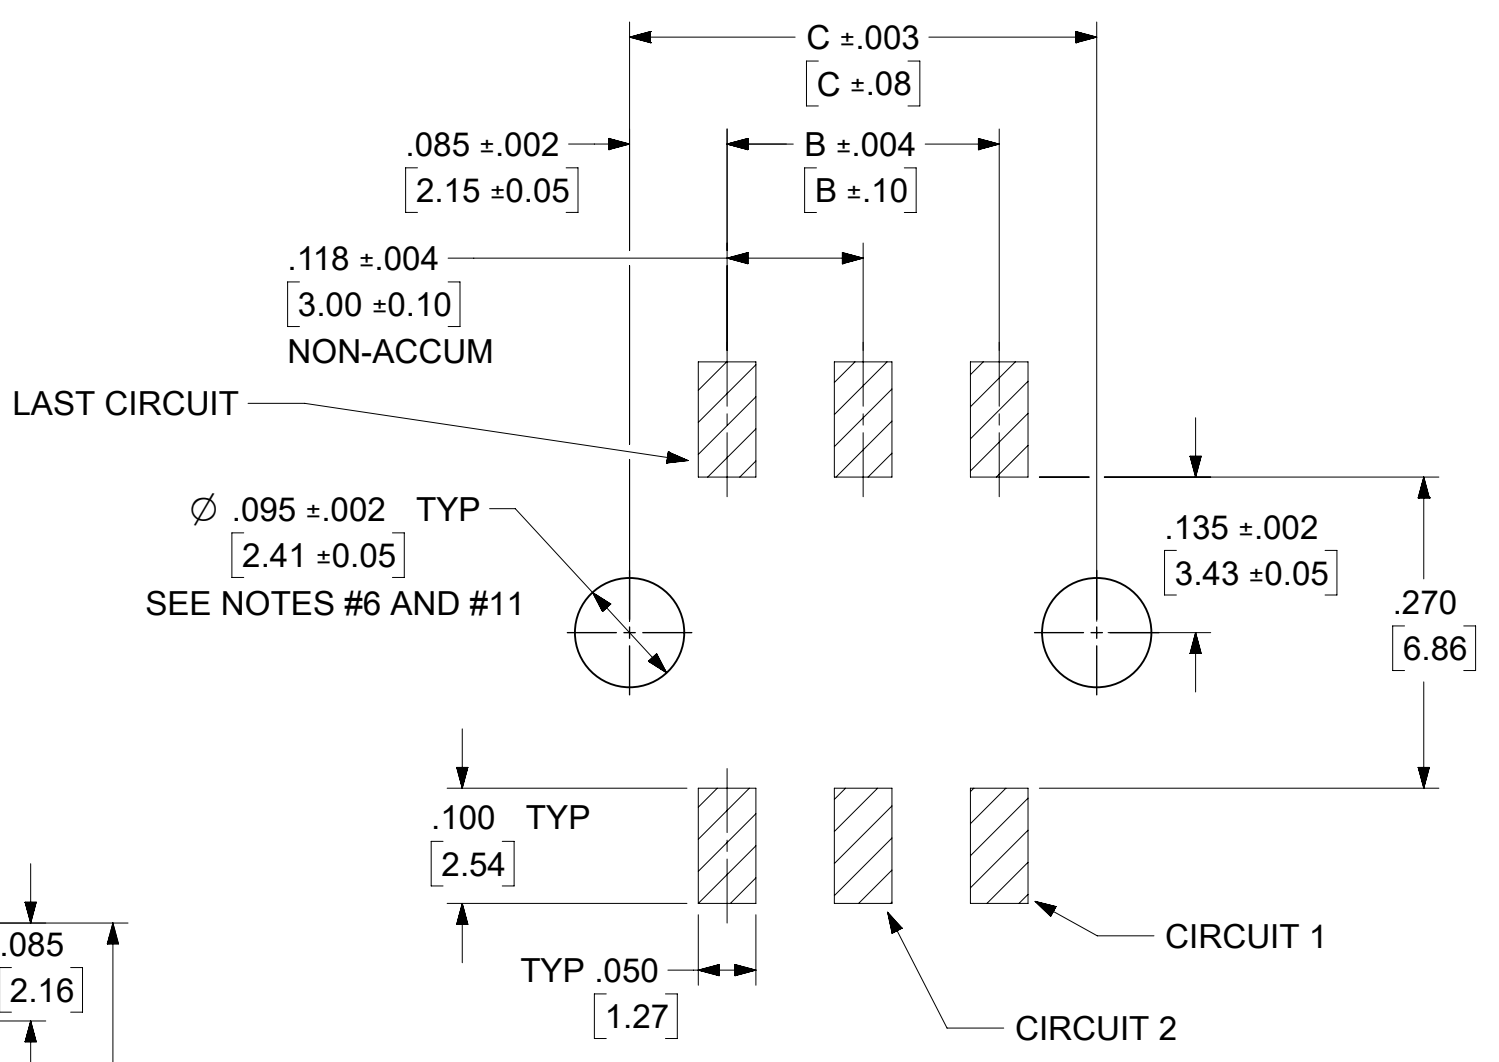 C ±.003
[C ±.08]
.085 ±.002
[2.15 ±0.05]
B ±.004
[B ±.10]
.118 ±.004
[3.00 ±0.10]
NON-ACCUM
LAST CIRCUIT
Ø .095 ±.002 TYP
[2.41 ±0.05]
SEE NOTES #6 AND #11
.135 ±.002
[3.43 ±0.05]
.270
[6.86]
.100 TYP
[2.54]
CIRCUIT 1
.085
[2.16]
TYP .050
[1.27]
CIRCUIT 2